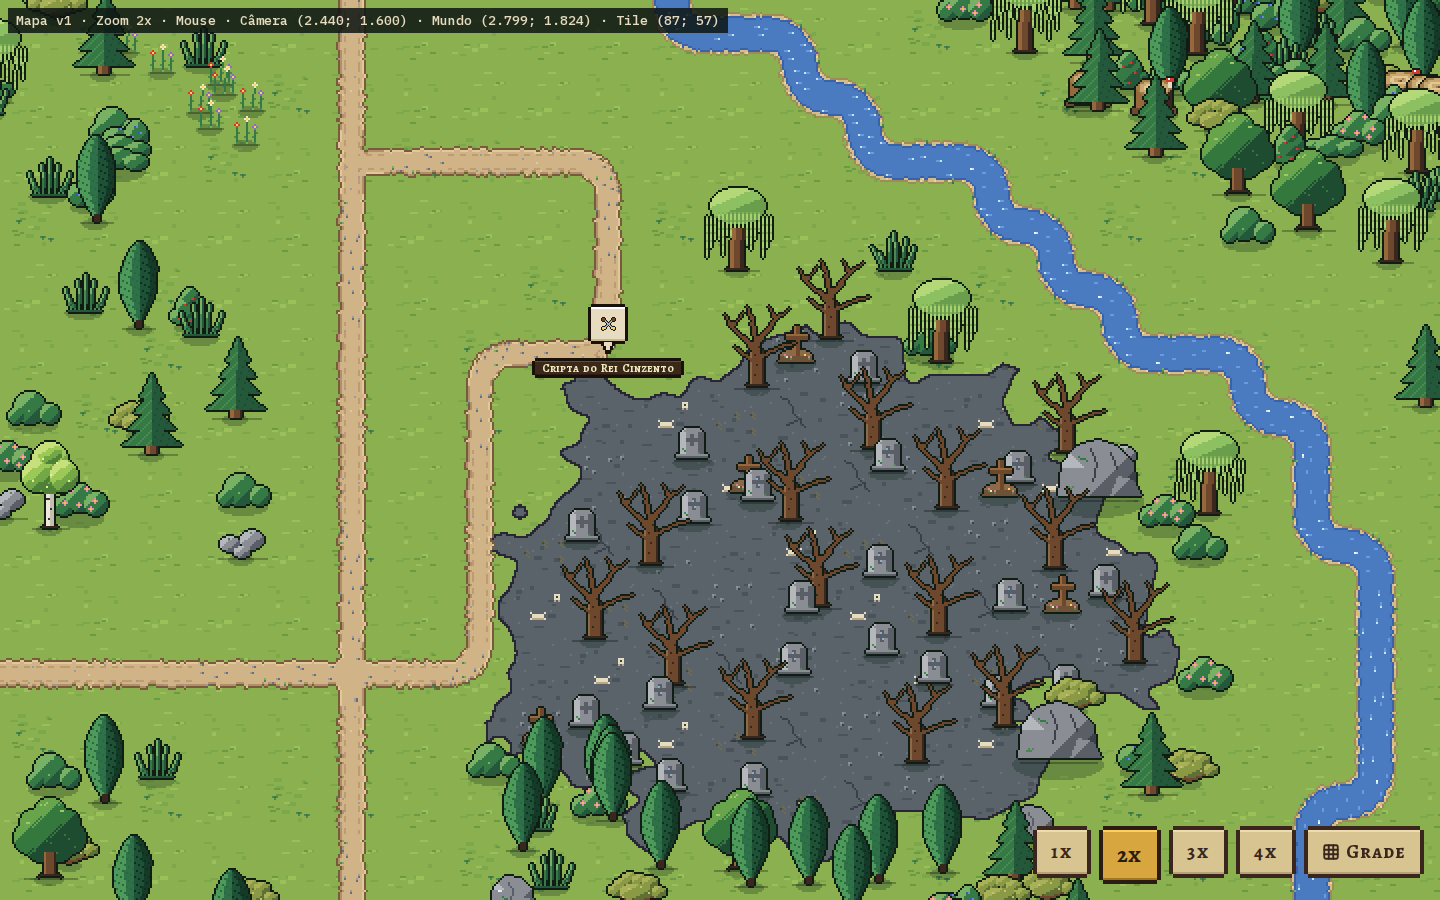 Mapa v1 · Zoom 2x · Mouse · Câmera (2.440; 1.600) · Mundo (2.799; 1.824) · Tile (87; 57)
Cripta do Rei Cinzento
1x 2x 3x 4x Grade